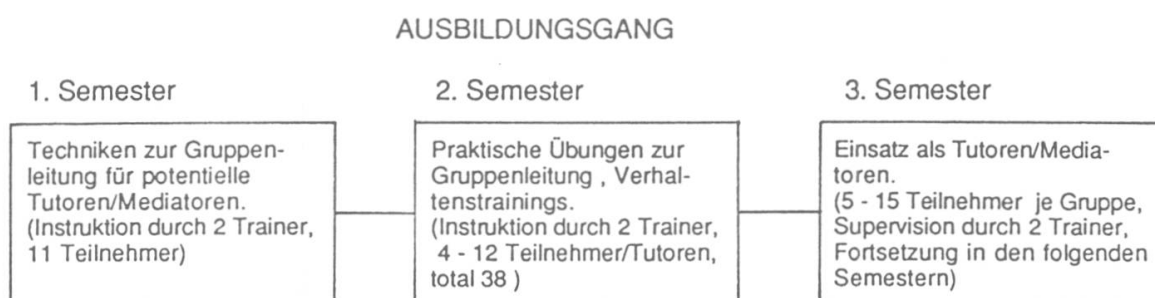 AUSBILDUNGSGANG
1. Semester
Techniken zur Gruppen-
leitung für potentielle
Tutoren/Mediatoren.
(Instruktion durch 2 Trainer,
11 Teilnehmer)
2. Semester
Praktische Übungen zur
Gruppenleitung , Verhal-
tenstrainings.
(Instruktion durch 2 Trainer,
4 - 12 Teilnehmer/Tutoren,
total 38 )
3. Semester
Einsatz als Tutoren/Media-
toren.
(5 - 15 Teilnehmer je Gruppe,
Supervision durch 2 Trainer,
Fortsetzung in den folgenden
Semestern)